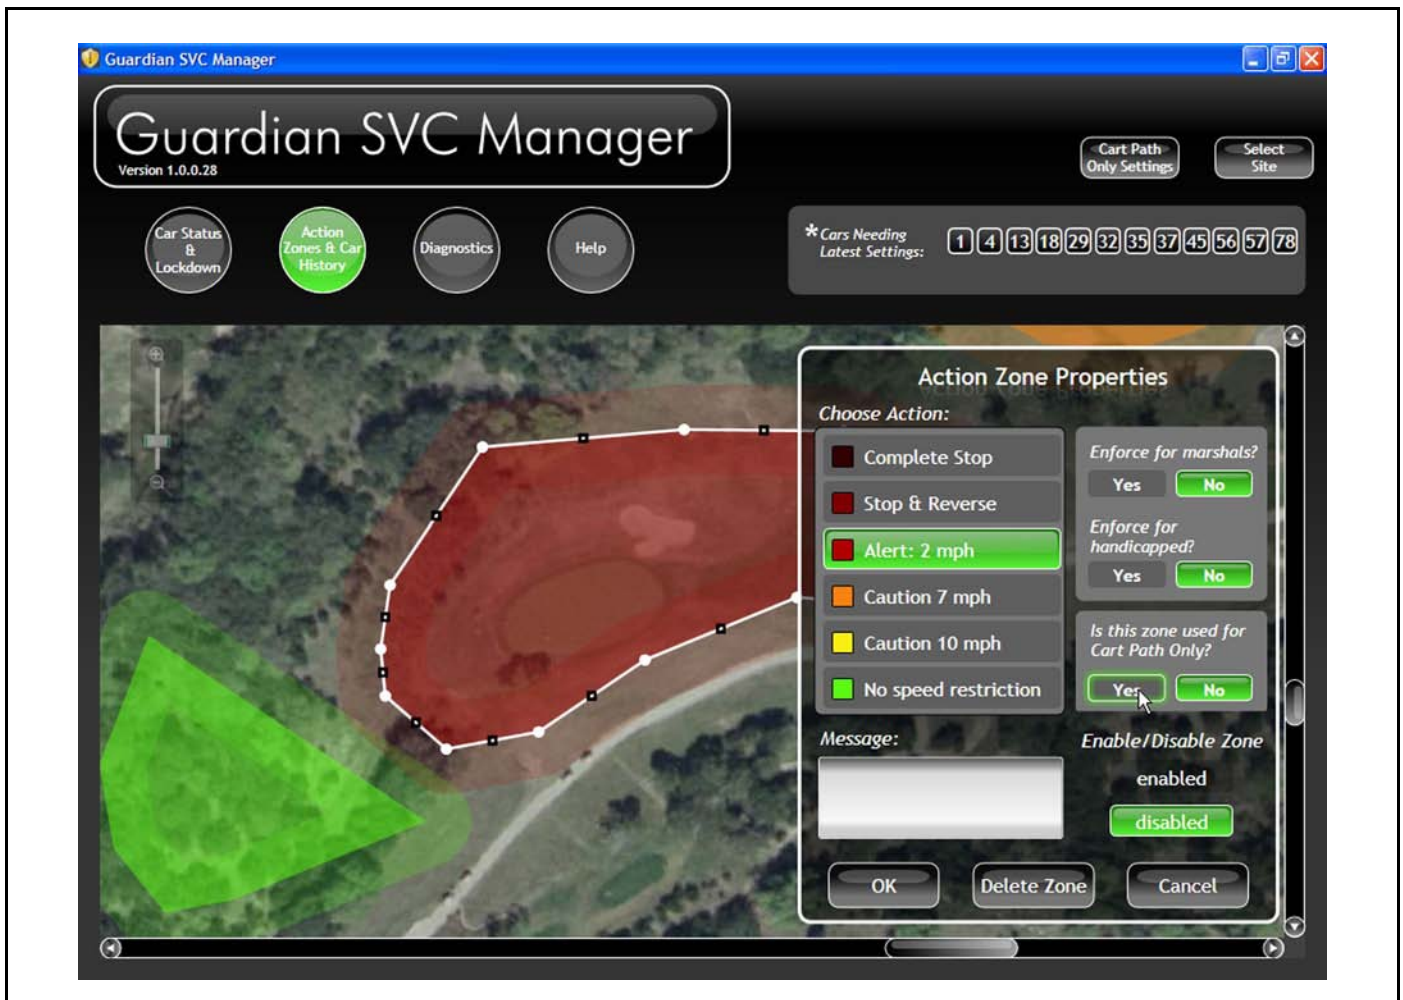 Guardian SVC Manager
Guardian SVC Manager
Version 1.0.0.28
Cart Path
Only Settings
Select
Site
Car Status
&
Lockdown
Action
Zones & Car
History
Diagnostics
Help
*Cars Needing
Latest Settings:
1 4 13 18 29 32 35 37 45 56 57 78
Action Zone Properties
Choose Action:
Complete Stop
Stop & Reverse
Alert: 2 mph
Caution 7 mph
Caution 10 mph
No speed restriction
Enforce for marshals?
Yes No
Enforce for
handicapped?
Yes No
Is this zone used for
Cart Path Only?
Yes No
Message:
Enable/Disable Zone
enabled
disabled
OK Delete Zone Cancel